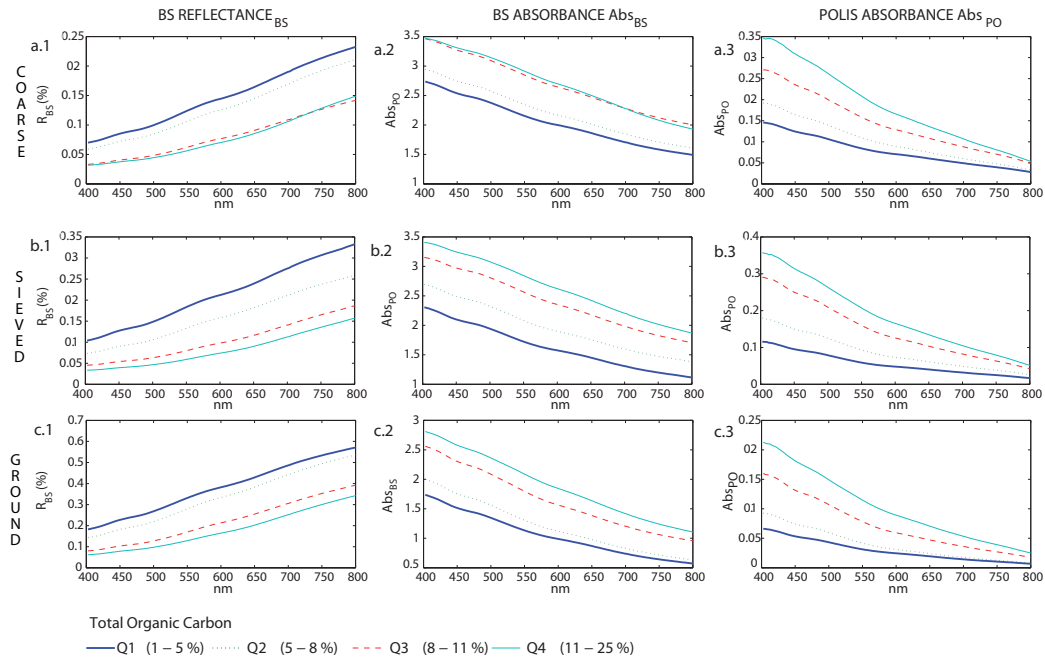 BS REFLECTANCE BS
BS ABSORBANCE Abs BS
POLIS ABSORBANCE Abs PO
COARSE
a.1
R BS (%)
0.25
0.2
0.15
0.1
0.05
0
400 450 500 550 600 650 700 750 800
nm
a.2
Abs PO
3.5
3
2.5
2
1.5
1
400 450 500 550 600 650 700 750 800
nm
a.3
Abs PO
0.35
0.3
0.25
0.2
0.15
0.1
0.05
0
400 450 500 550 600 650 700 750 800
nm
SIEVED
b.1
R BS (%)
0.35
0.3
0.25
0.2
0.15
0.1
0.05
0
400 450 500 550 600 650 700 750 800
nm
b.2
Abs PO
3.5
3
2.5
2
1.5
1
400 450 500 550 600 650 700 750 800
nm
b.3
Abs PO
0.4
0.3
0.2
0.1
0
400 450 500 550 600 650 700 750 800
nm
GROUND
c.1
R BS (%)
0.7
0.6
0.5
0.4
0.3
0.2
0.1
0
400 450 500 550 600 650 700 750 800
nm
c.2
Abs BS
3
2.5
2
1.5
1
0.5
400 450 500 550 600 650 700 750 800
nm
c.3
Abs PO
0.25
0.2
0.15
0.1
0.05
0
400 450 500 550 600 650 700 750 800
nm
Total Organic Carbon
Q1 (1 – 5 %) Q2 (5 – 8 %) Q3 (8 – 11 %) Q4 (11 – 25 %)